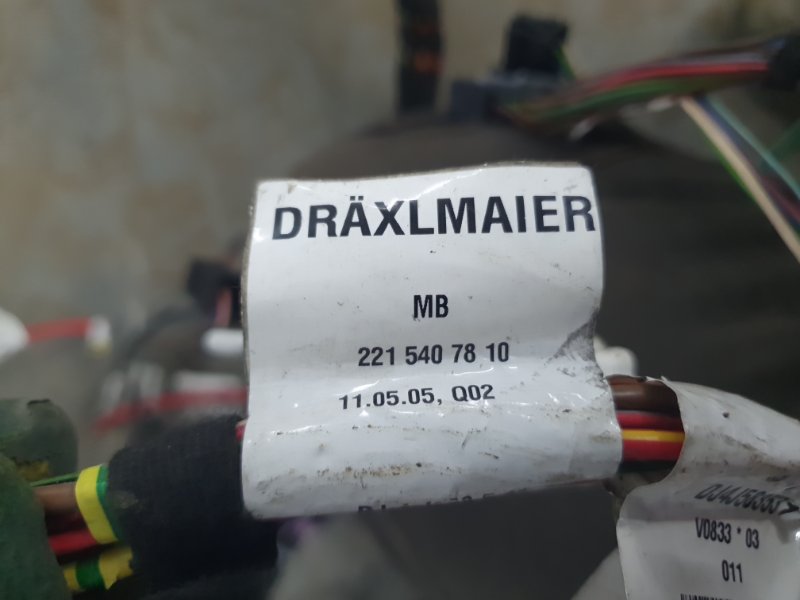 DRÄXLMAIER
MB
221 540 78 10
11.05.05, Q02
V0833 * 03
011